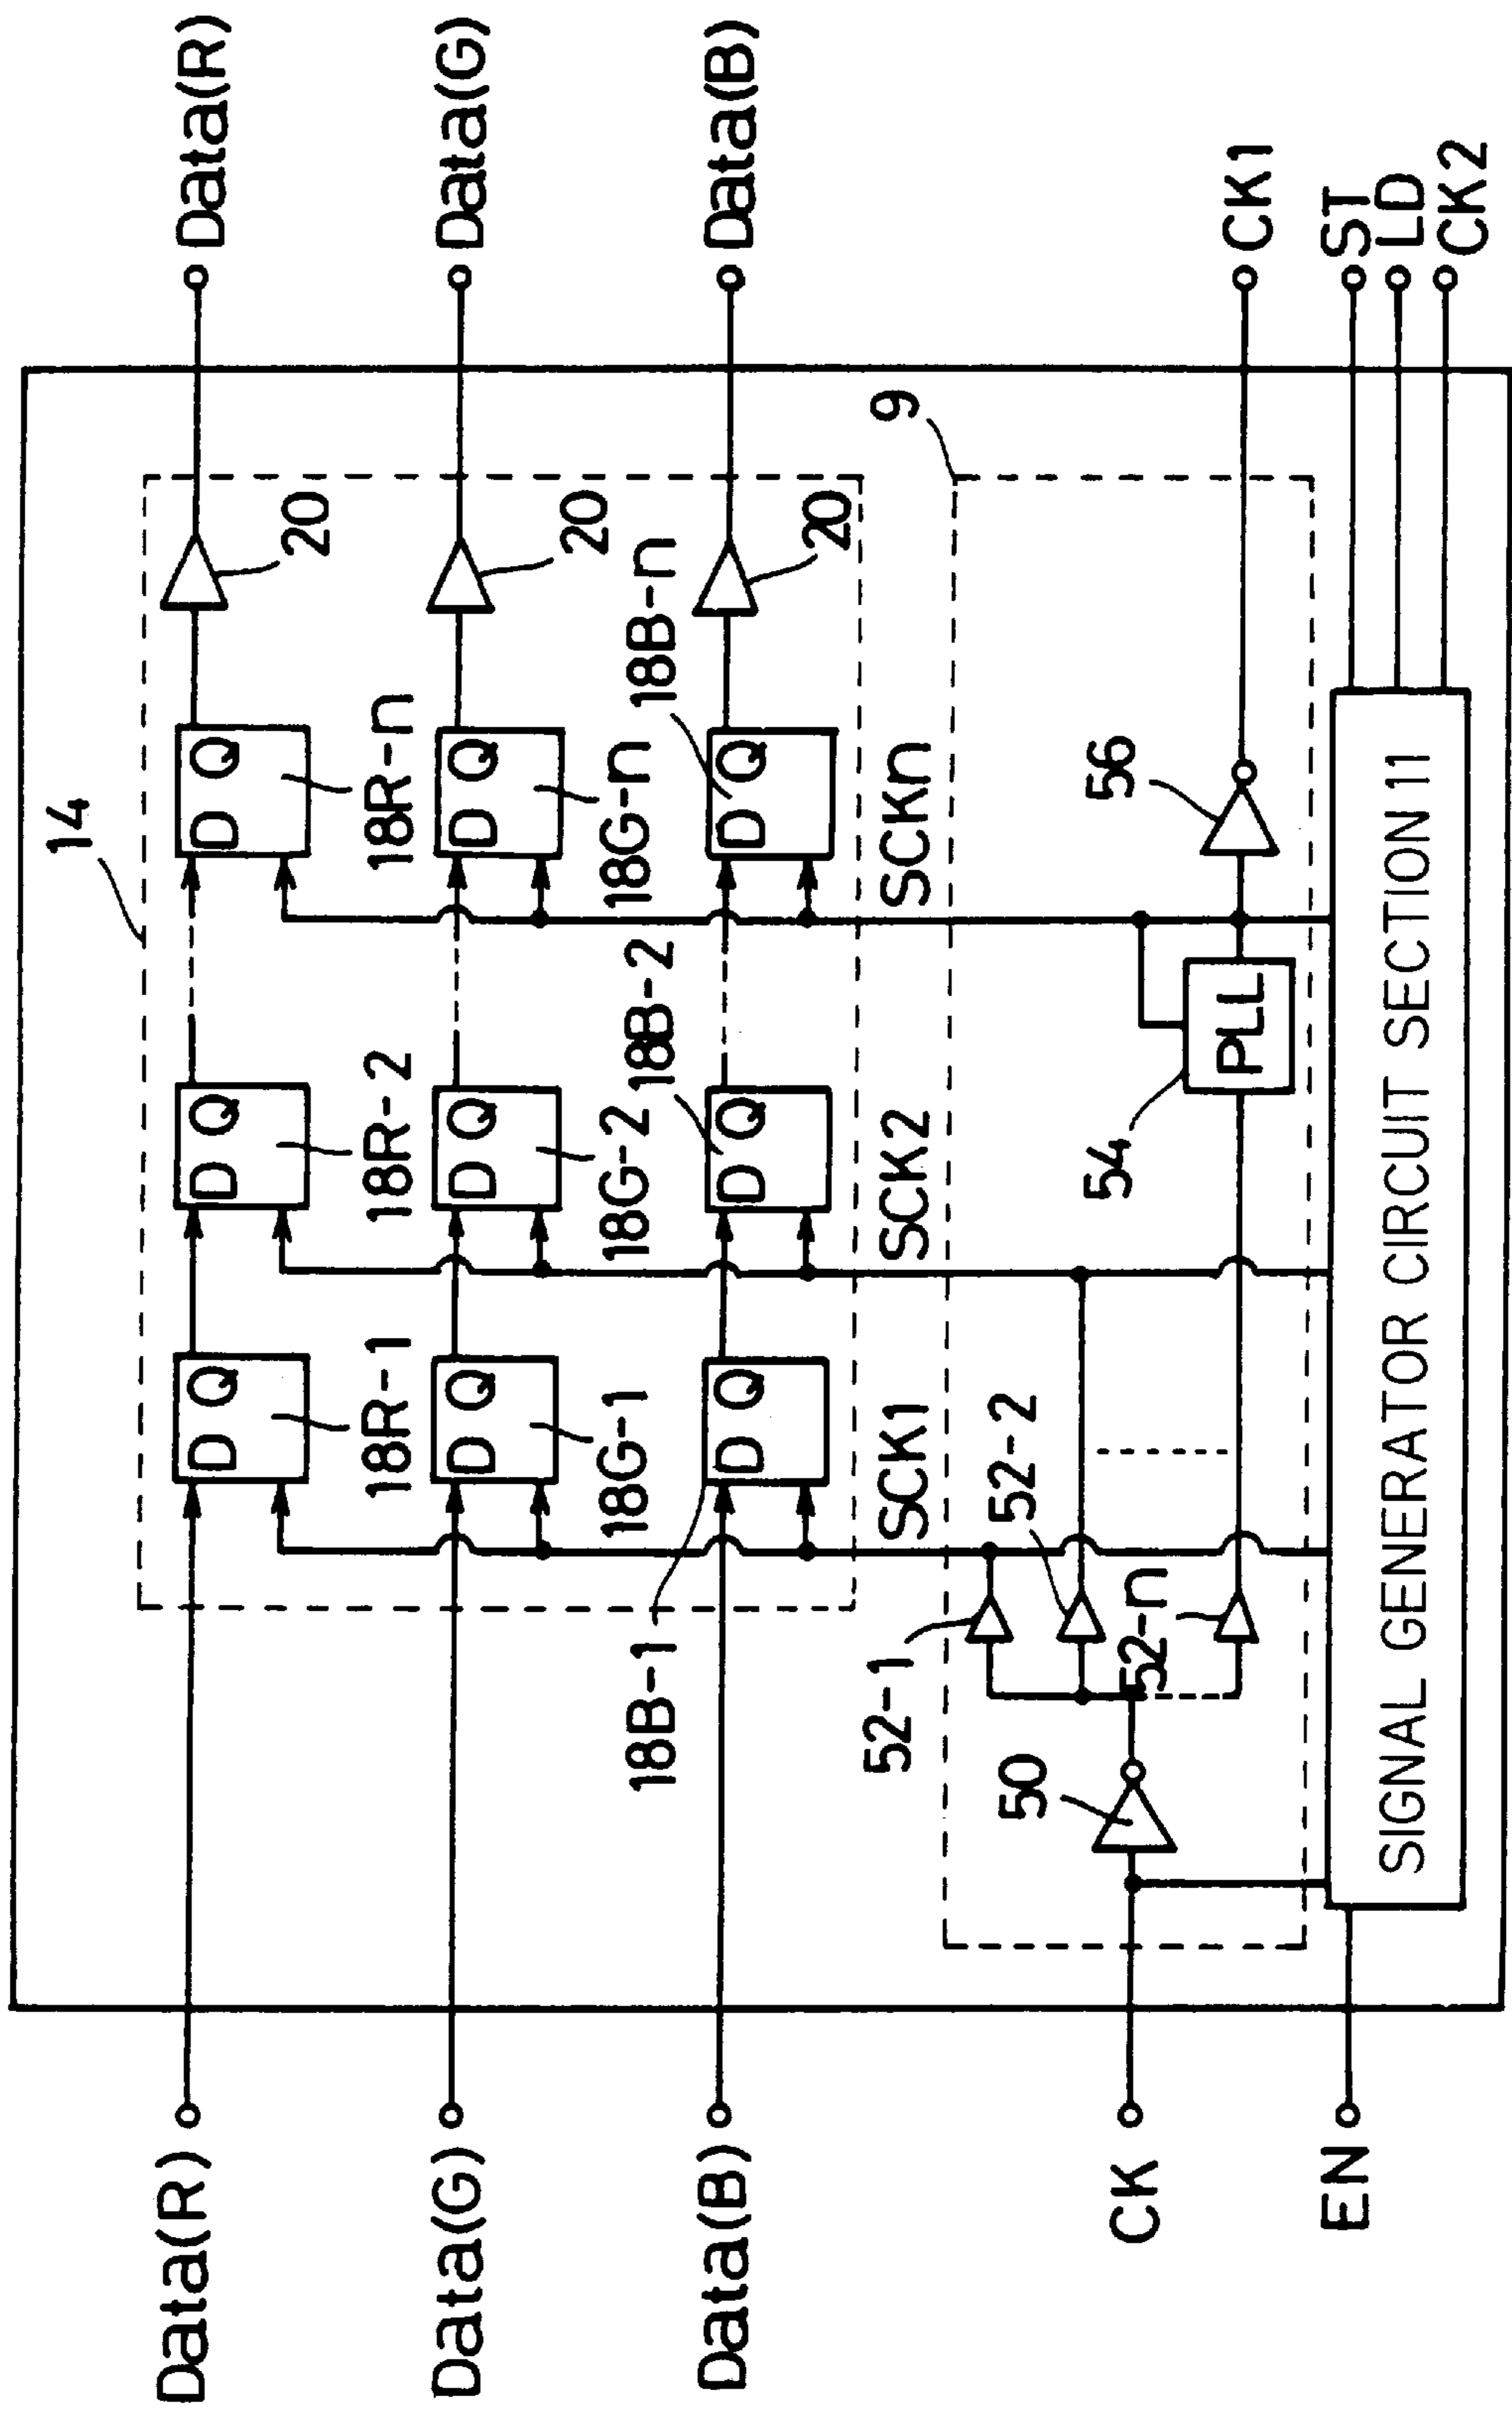 14
Data(R)
Data(R)
D Q
D Q
D Q
20
18R-1
18R-2
18R-n
Data(G)
Data(G)
D Q
D Q
D Q
20
18G-1
18G-2
18G-n
18B-1
18B-2
18B-n
Data(B)
Data(B)
D Q
D Q
D Q
20
SCK1
SCK2
SCKn
9
52-1
52-2
52-n
50
54
56
CK
PLL
CK1
EN
SIGNAL GENERATOR CIRCUIT SECTION 11
ST
LD
CK2